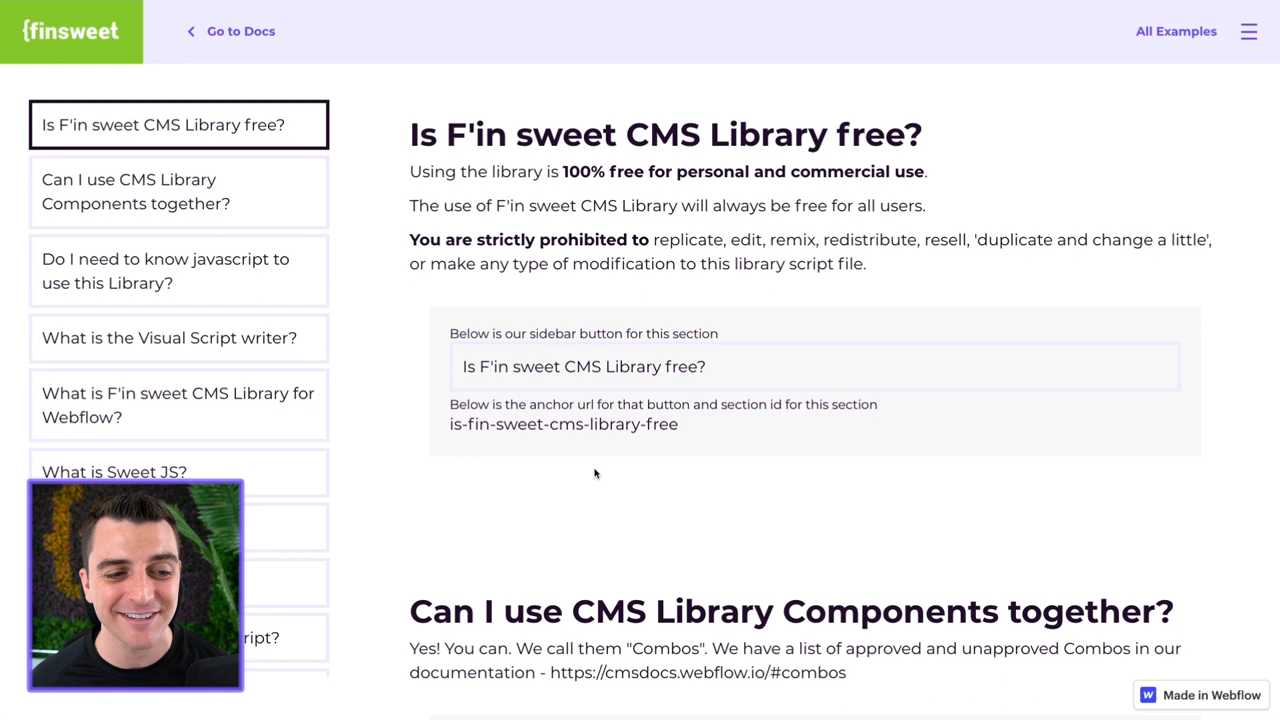 {finsweet
Go to Docs
All Examples
Is F'in sweet CMS Library free?
Can I use CMS Library
Components together?
Do I need to know javascript to
use this Library?
What is the Visual Script writer?
What is F'in sweet CMS Library for
Webflow?
What is Sweet JS?
ript?
Is F'in sweet CMS Library free?
Using the library is 100% free for personal and commercial use.
The use of F'in sweet CMS Library will always be free for all users.
You are strictly prohibited to replicate, edit, remix, redistribute, resell, 'duplicate and change a little',
or make any type of modification to this library script file.
Below is our sidebar button for this section
Is F'in sweet CMS Library free?
Below is the anchor url for that button and section id for this section
is-fin-sweet-cms-library-free
Can I use CMS Library Components together?
Yes! You can. We call them "Combos". We have a list of approved and unapproved Combos in our
documentation - https://cmsdocs.webflow.io/#combos
Made in Webflow